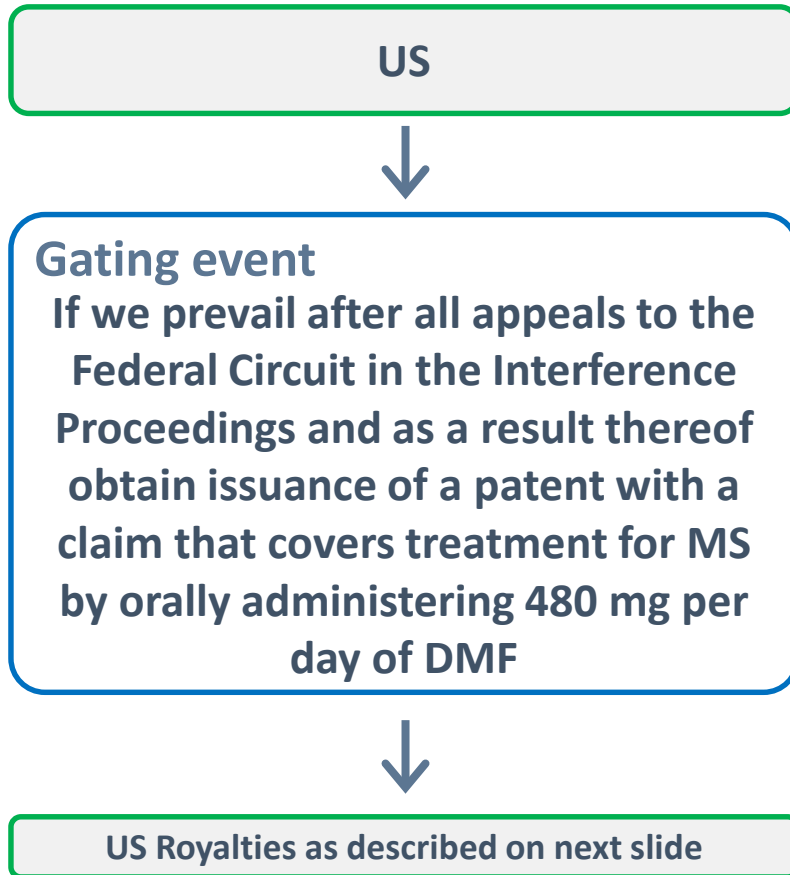 US
Gating event
If we prevail after all appeals to the
Federal Circuit in the Interference
Proceedings and as a result thereof
obtain issuance of a patent with a
claim that covers treatment for MS
by orally administering 480 mg per
day of DMF
US Royalties as described on next slide